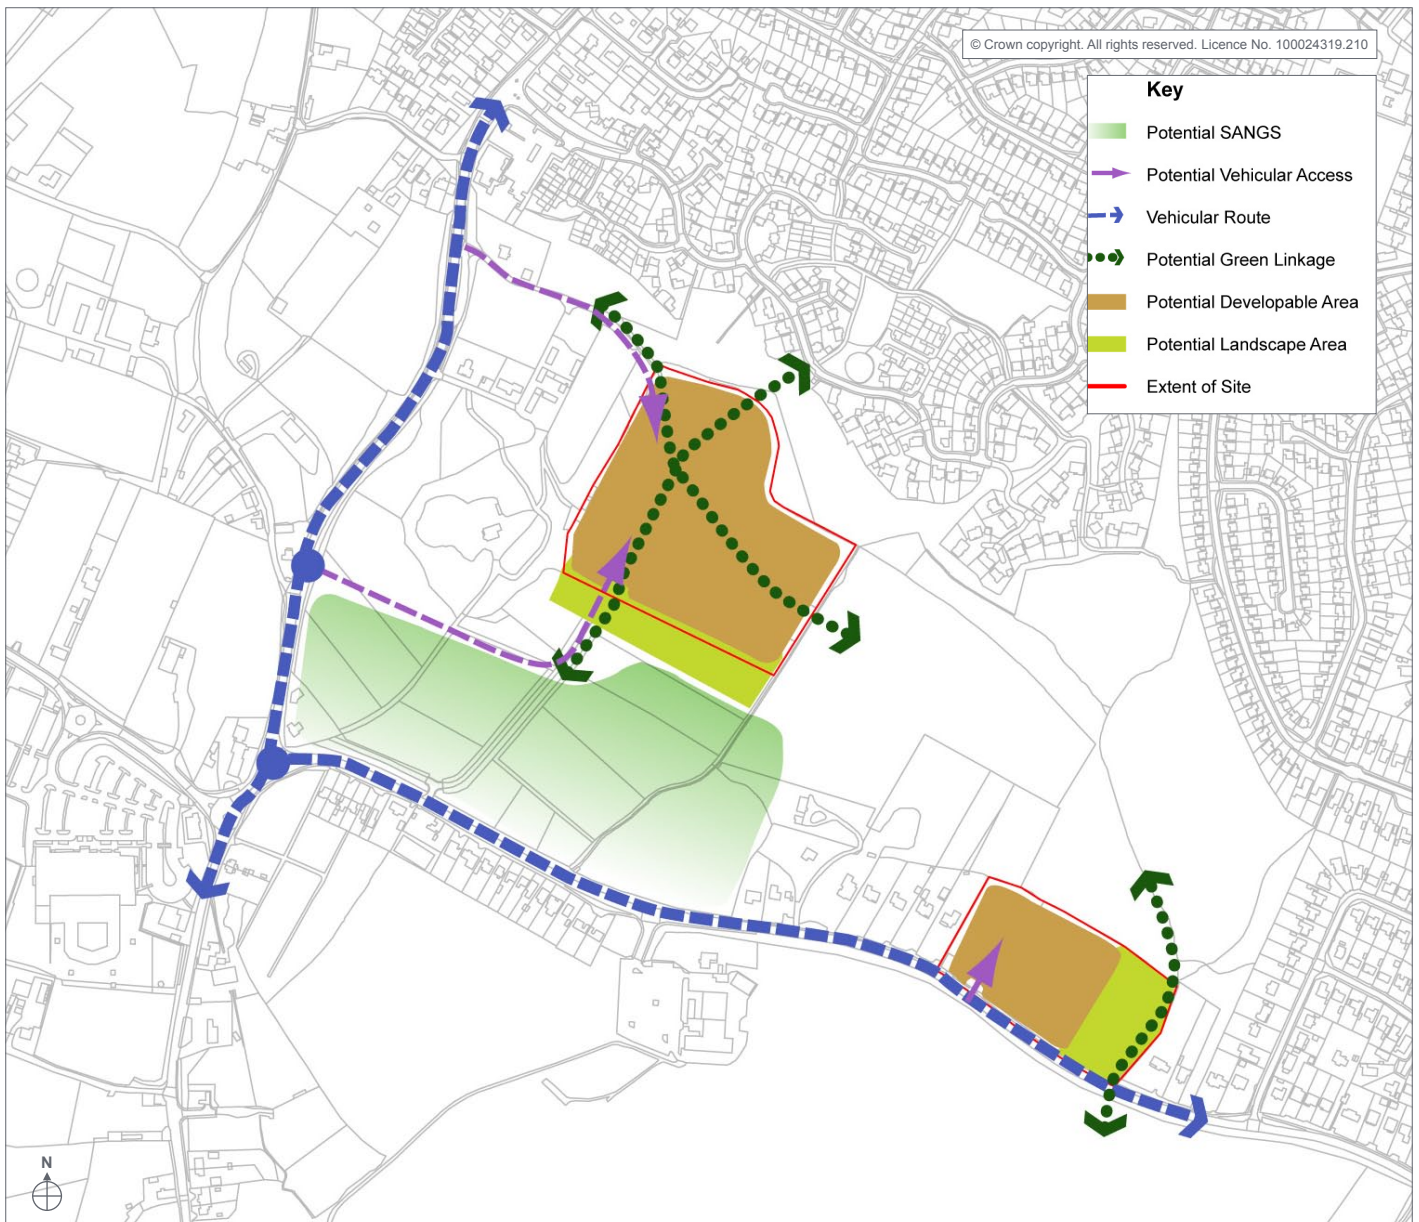 © Crown copyright. All rights reserved. Licence No. 100024319.210
Key
Potential SANGS
Potential Vehicular Access
Vehicular Route
Potential Green Linkage
Potential Developable Area
Potential Landscape Area
Extent of Site
N